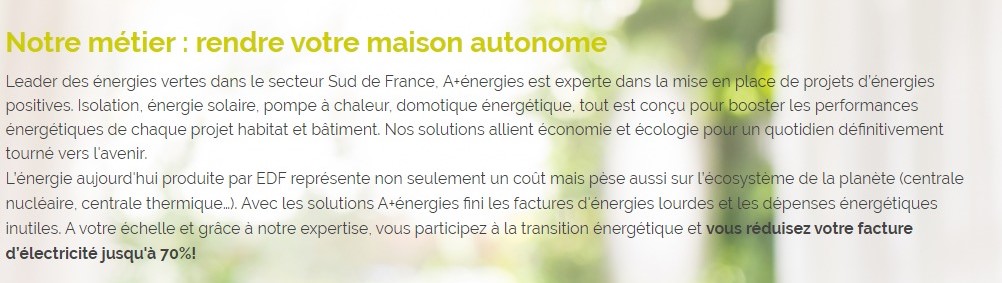 Notre métier : rendre votre maison autonome
Leader des énergies vertes dans le secteur Sud de France, A+énergies est experte dans la mise en place de projets d'énergies
positives. Isolation, énergie solaire, pompe à chaleur, domotique énergétique, tout est conçu pour booster les performances
énergétiques de chaque projet habitat et bâtiment. Nos solutions allient économie et écologie pour un quotidien définitivement
tourné vers l'avenir.
L'énergie aujourd'hui produite par EDF représente non seulement un coût mais pèse aussi sur l'écosystème de la planète (centrale
nucléaire, centrale thermique…). Avec les solutions A+énergies fini les factures d'énergies lourdes et les dépenses énergétiques
inutiles. A votre échelle et grâce à notre expertise, vous participez à la transition énergétique et vous réduisez votre facture
d'électricité jusqu'à 70%!